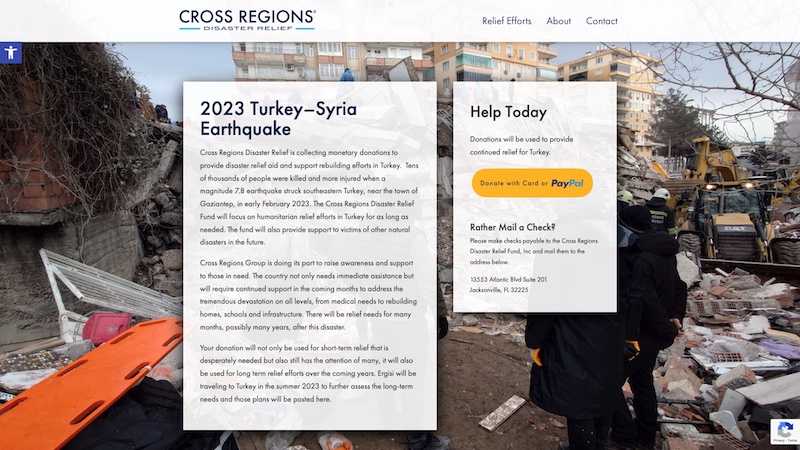 CROSS REGIONS®
DISASTER RELIEF
Relief Efforts About Contact
2023 Turkey–Syria
Earthquake
Cross Regions Disaster Relief is collecting monetary donations to
provide disaster relief aid and support rebuilding efforts in Turkey. Tens
of thousands of people were killed and more injured when a
magnitude 7.8 earthquake struck southeastern Turkey, near the town of
Gaziantep, in early February 2023. The Cross Regions Disaster Relief
Fund will focus on humanitarian relief efforts in Turkey for as long as
needed. The fund will also provide support to victims of other natural
disasters in the future.
Cross Regions Group is doing its part to raise awareness and support
to those in need. The country not only needs immediate assistance but
will require continued support in the coming months to address the
tremendous devastation on all levels, from medical needs to rebuilding
homes, schools and infrastructure. There will be relief needs for many
months, possibly many years, after this disaster.
Your donation will not only be used for short-term relief that is
desperately needed but also still has the attention of many, it will also
be used for long term relief efforts over the coming years. Ergisi will be
traveling to Turkey in the summer 2023 to further assess the long-term
needs and those plans will be posted here.
Help Today
Donations will be used to provide
continued relief for Turkey.
Donate with Card or PayPal
Rather Mail a Check?
Please make checks payable to the Cross Regions
Disaster Relief Fund, Inc and mail them to the
address below.
13553 Atlantic Blvd Suite 201
Jacksonville, FL 32225
Privacy - Terms